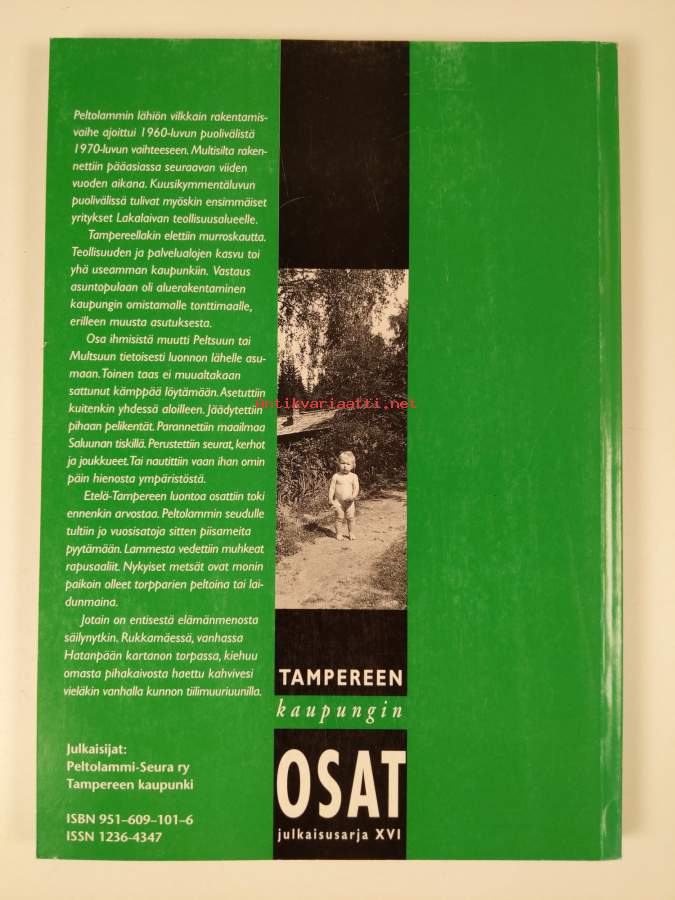 Peltolammin lähiön vilkkain rakentamis-
vaihe ajoittui 1960-luvun puolivälistä
1970-luvun vaihteeseen. Multisilta raken-
nettiin pääasiassa seuraavan viiden
vuoden aikana. Kuusikymmentäluvun
puolivälissä tulivat myöskin ensimmäiset
yritykset Lakalaivan teollisuusalueelle.
Tampereellakin elettiin murroskautta.
Teollisuuden ja palvelualojen kasvu toi
yhä useamman kaupunkiin. Vastaus
asuntopulaan oli aluerakentaminen
kaupungin omistamalle tonttimaalle,
erilleen muusta asutuksesta.
Osa ihmisistä muutti Peltsuun tai
Multsuun tietoisesti luonnon lähelle asu-
maan. Toinen taas ei muualtakaan
sattunut kämppää löytämään. Asetuttiin
kuitenkin yhdessä aloilleen. Jäädytettiin
pihaan pelikentät. Parannettiin maailmaa
Saluunan tiskillä. Perustettiin seurat, kerhot
ja joukkueet. Tai nautittiin vaan ihan omin
päin hienosta ympäristöstä.
Etelä-Tampereen luontoa osattiin toki
ennenkin arvostaa. Peltolammin seudulle
tultiin jo vuosisatoja sitten piisameita
pyytämään. Lammesta vedettiin muhkeat
rapusaaliit. Nykyiset metsät ovat monin
paikoin olleet torpparien peltoina tai lai-
dunmaina.
Jotain on entisestä elämänmenosta
säilynytkin. Rukkamäessä, vanhassa
Hatanpään kartanon torpassa, kiehuu
omasta pihakaivosta haettu kahvivesi
vieläkin vanhalla kunnon tiilimuuriuunilla.
Julkaisijat:
Peltolammi-Seura ry
Tampereen kaupunki
ISBN 951–609–101–6
ISSN 1236-4347
antikvariaatti.net
TAMPEREEN
kaupungin
OSAT
julkaisusarja XVI